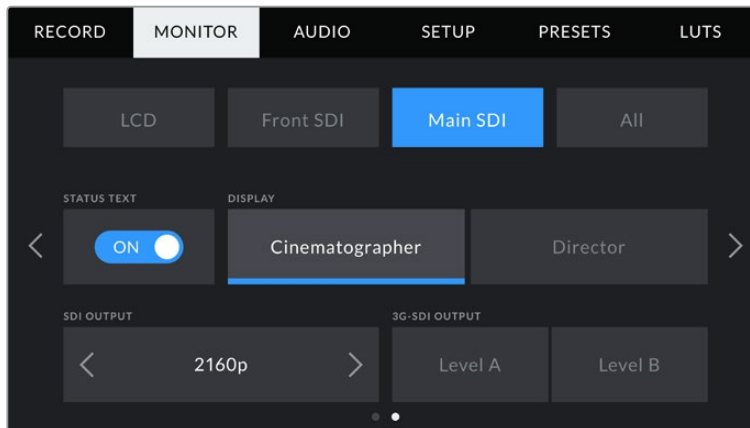 RECORD MONITOR AUDIO SETUP PRESETS LUTS
LCD Front SDI Main SDI All
STATUS TEXT DISPLAY
ON Cinematographer Director
SDI OUTPUT 3G-SDI OUTPUT
2160p Level A Level B